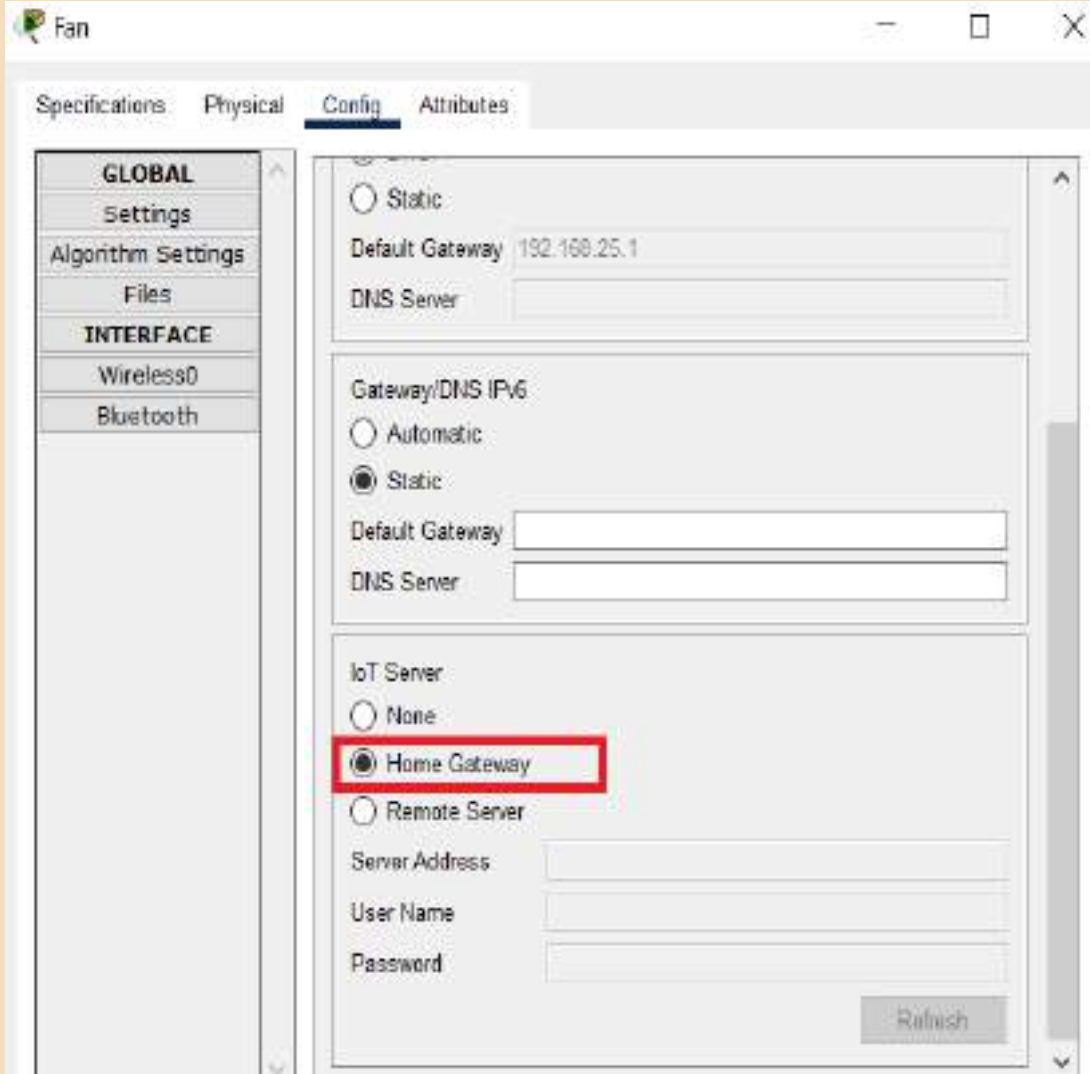 Fan
Specifications Physical Config Attributes
GLOBAL
Settings
Algorithm Settings
Files
INTERFACE
Wireless0
Bluetooth
Static
Default Gateway 192.168.25.1
DNS Server
Gateway/DNS IPv6
Automatic
Static
Default Gateway
DNS Server
IoT Server
None
Home Gateway
Remote Server
Server Address
User Name
Password
Refresh